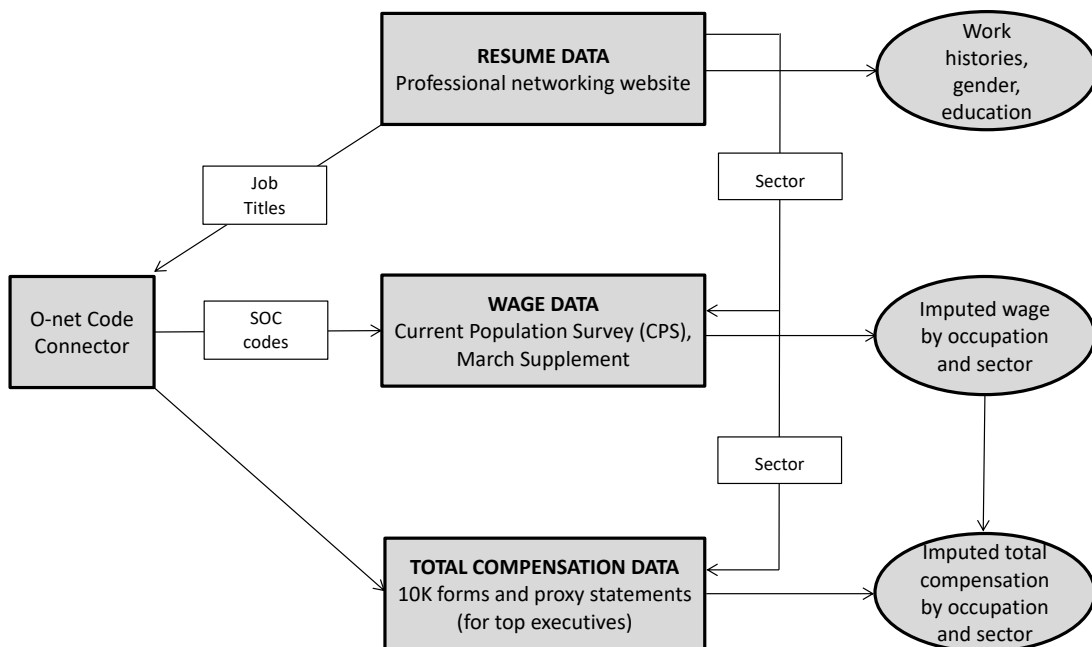 RESUME DATA
Professional networking website
Work
histories,
gender,
education
Job
Titles
Sector
O-net Code
Connector
SOC
codes
WAGE DATA
Current Population Survey (CPS),
March Supplement
Imputed wage
by occupation
and sector
Sector
TOTAL COMPENSATION DATA
10K forms and proxy statements
(for top executives)
Imputed total
compensation
by occupation
and sector